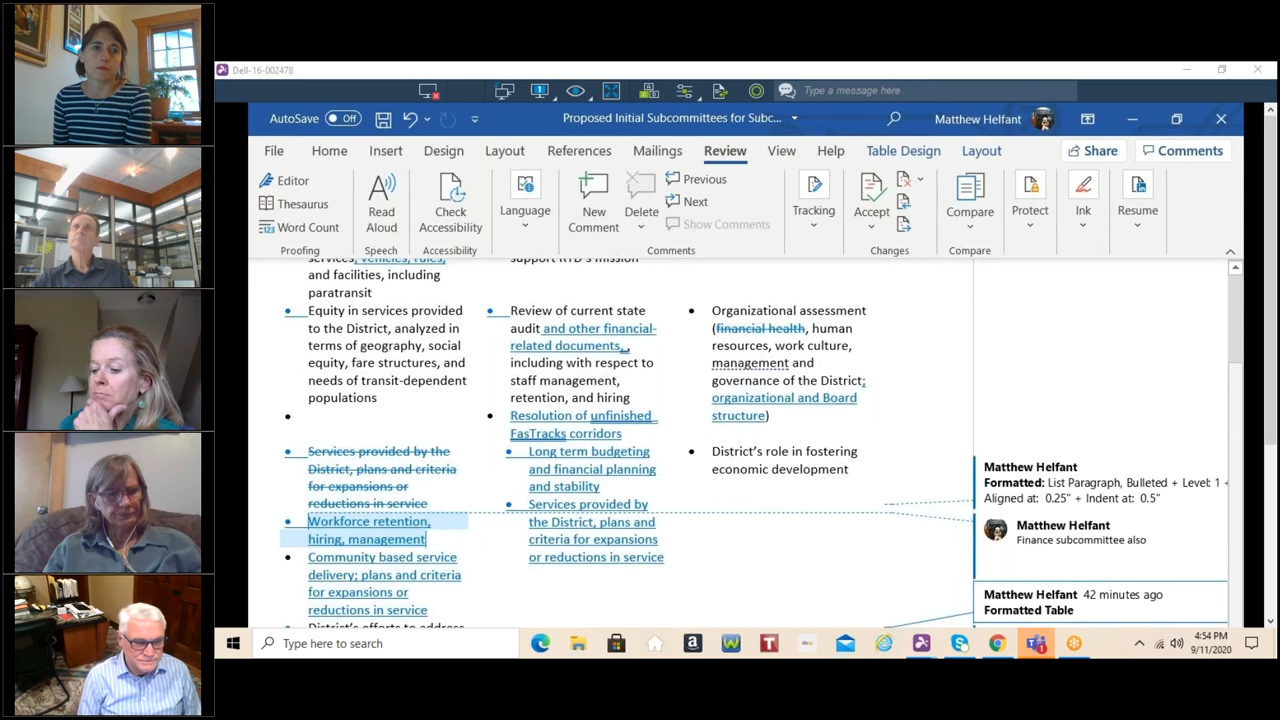 Dell-16-002478
Type a message here
AutoSave Off
Proposed Initial Subcommittees for Subc...
Matthew Helfant
File Home Insert Design Layout References Mailings Review View Help Table Design Layout
Share Comments
Editor
Thesaurus
Word Count
Proofing
Read
Aloud
Speech
Check
Accessibility
Accessibility
Language
New
Comment
Delete
Previous
Next
Show Comments
Comments
Tracking
Accept
Changes
Compare
Compare
Protect
Ink
Resume
services, vehicles, rules,
and facilities, including
paratransit
Equity in services provided
to the District, analyzed in
terms of geography, social
equity, fare structures, and
needs of transit-dependent
populations
Services provided by the
District, plans and criteria
for expansions or
reductions in service
Workforce retention,
hiring, management
Community based service
delivery; plans and criteria
for expansions or
reductions in service
District's efforts to address
support RTD's mission
Review of current state
audit and other financial-
related documents,
including with respect to
staff management,
retention, and hiring
Resolution of unfinished
FasTracks corridors
Long term budgeting
and financial planning
and stability
Services provided by
the District, plans and
criteria for expansions
or reductions in service
Organizational assessment
(financial health, human
resources, work culture,
management and
governance of the District;
organizational and Board
structure)
District's role in fostering
economic development
Matthew Helfant
Formatted: List Paragraph, Bulleted + Level: 1 +
Aligned at: 0.25" + Indent at: 0.5"
Matthew Helfant
Finance subcommittee also
Matthew Helfant 42 minutes ago
Formatted Table
Type here to search
4:54 PM
9/11/2020